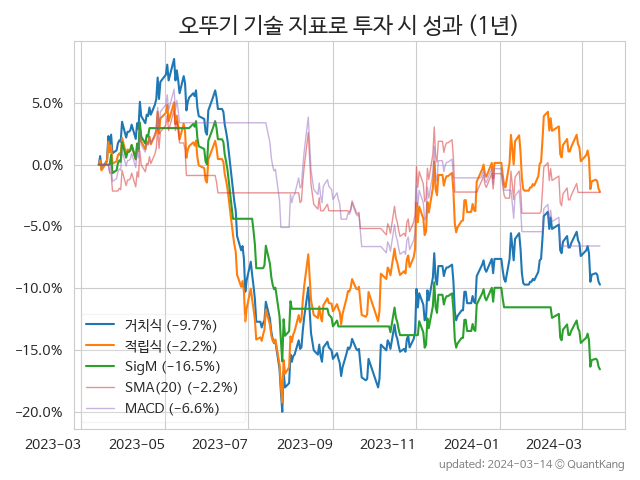 오뚜기 기술 지표로 투자 시 성과 (1년)
5.0%
0.0%
−5.0%
−10.0%
−15.0%
−20.0%
거치식 (−9.7%)
적립식 (−2.2%)
SigM (−16.5%)
SMA(20) (−2.2%)
MACD (−6.6%)
2023-03 2023-05 2023-07 2023-09 2023-11 2024-01 2024-03
updated: 2024-03-14 © QuantKang